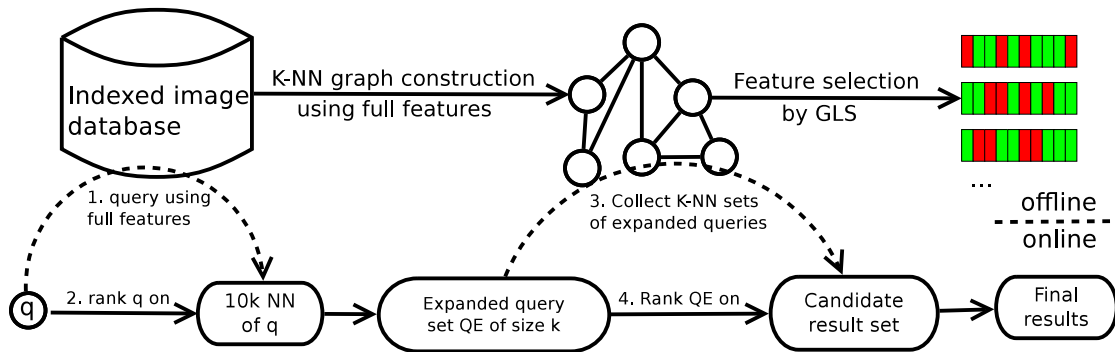 Indexed image
database
K-NN graph construction
using full features
Feature selection
by GLS
...
offline
online
1. query using
full features
3. Collect K-NN sets
of expanded queries
q
2. rank q on
10k NN
of q
Expanded query
set QE of size k
4. Rank QE on
Candidate
result set
Final
results